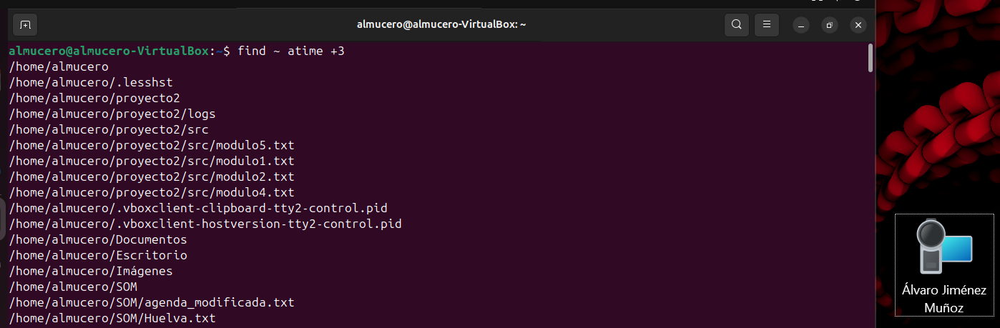 almucero@almucero-VirtualBox: ~
almucero@almucero-VirtualBox:~$ find ~ atime +3
/home/almucero
/home/almucero/.lesshst
/home/almucero/proyecto2
/home/almucero/proyecto2/logs
/home/almucero/proyecto2/src
/home/almucero/proyecto2/src/modulo5.txt
/home/almucero/proyecto2/src/modulo1.txt
/home/almucero/proyecto2/src/modulo2.txt
/home/almucero/proyecto2/src/modulo4.txt
/home/almucero/.vboxclient-clipboard-tty2-control.pid
/home/almucero/.vboxclient-hostversion-tty2-control.pid
/home/almucero/Documentos
/home/almucero/Escritorio
/home/almucero/Imágenes
/home/almucero/SOM
/home/almucero/SOM/agenda_modificada.txt
/home/almucero/SOM/Huelva.txt
Álvaro Jiménez
Muñoz